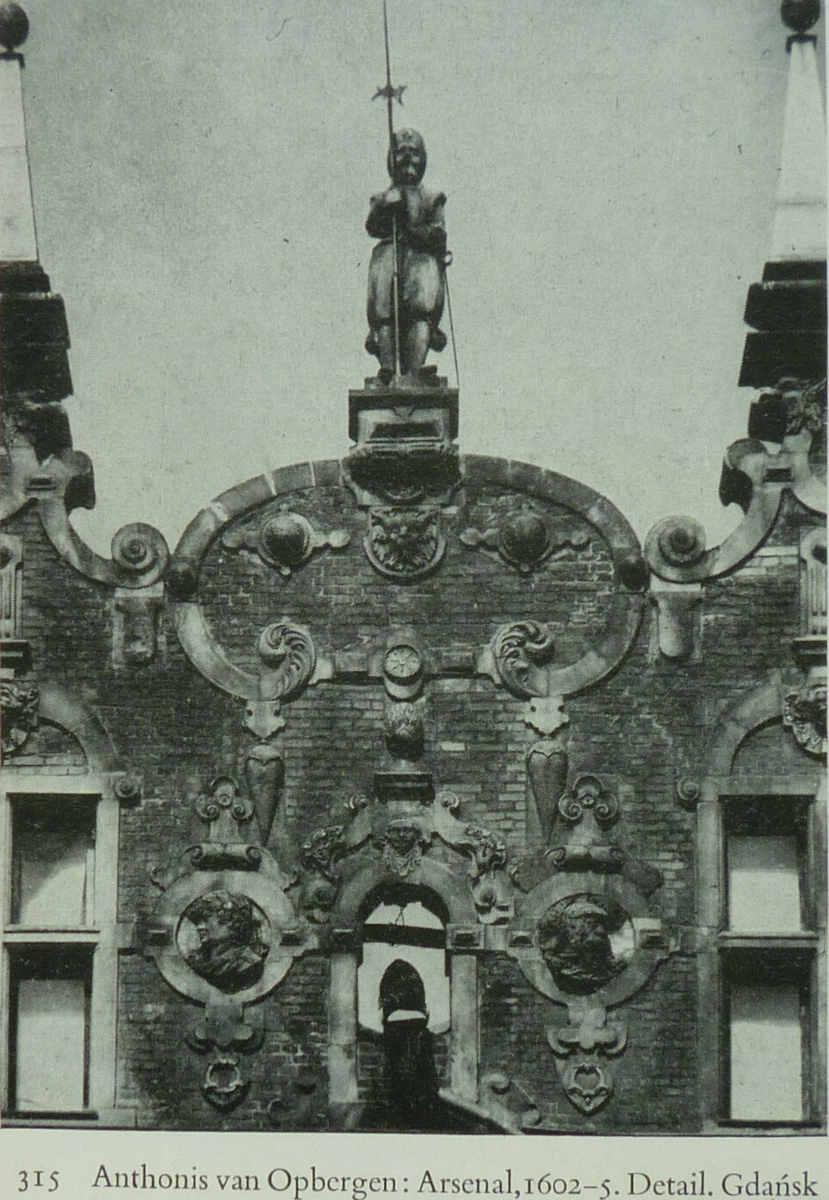 315 Anthonis van Opbergen: Arsenal, 1602–5. Detail. Gdańsk